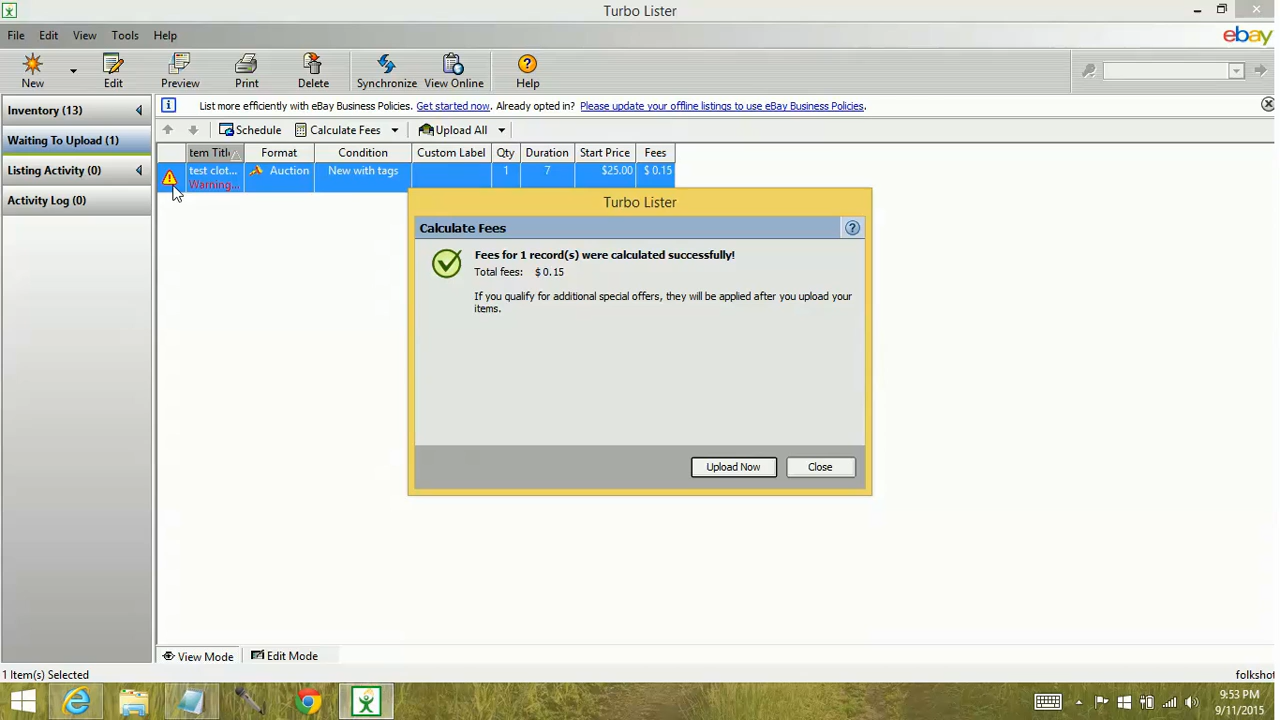 Turbo Lister
File Edit View Tools Help
ebay
New Edit Preview Print Delete Synchronize View Online Help
Inventory (13)
Waiting To Upload (1)
Listing Activity (0)
Activity Log (0)
List more efficiently with eBay Business Policies. Get started now. Already opted in? Please update your offline listings to use eBay Business Policies.
Schedule Calculate Fees Upload All
tem Title Format Condition Custom Label Qty Duration Start Price Fees
test clot... Auction New with tags 1 7 $25.00 $ 0.15
Warning...
Turbo Lister
Calculate Fees
Fees for 1 record(s) were calculated successfully!
Total fees: $ 0.15
If you qualify for additional special offers, they will be applied after you upload your
items.
Upload Now Close
View Mode Edit Mode
1 Item(s) Selected
folkshot
9:53 PM
9/11/2015